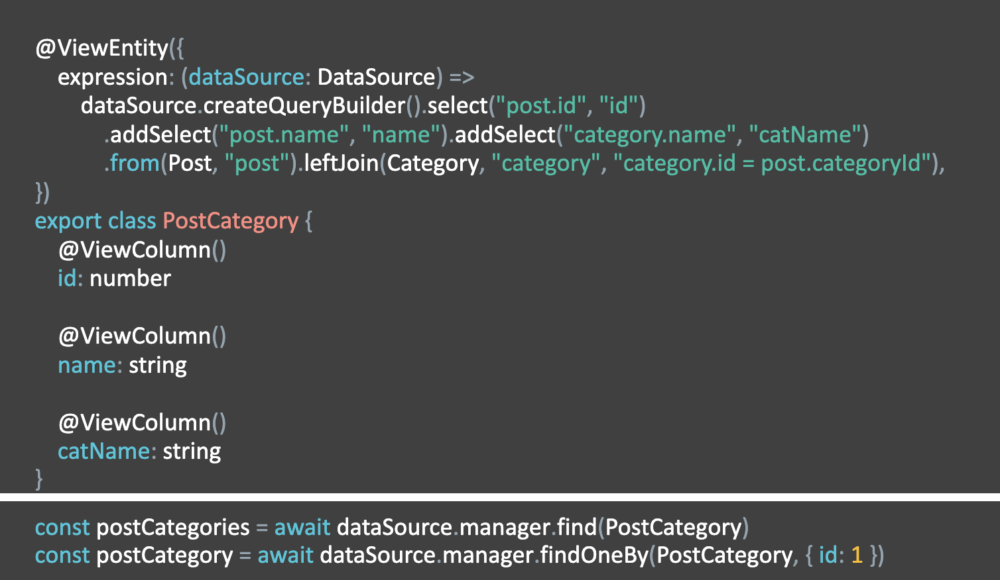 @ViewEntity({
expression: (dataSource: DataSource) =>
dataSource.createQueryBuilder().select("post.id", "id")
.addSelect("post.name", "name").addSelect("category.name", "catName")
.from(Post, "post").leftJoin(Category, "category", "category.id = post.categoryId"),
})
export class PostCategory {
@ViewColumn()
id: number
@ViewColumn()
name: string
@ViewColumn()
catName: string
}
const postCategories = await dataSource.manager.find(PostCategory)
const postCategory = await dataSource.manager.findOneBy(PostCategory, { id: 1 })